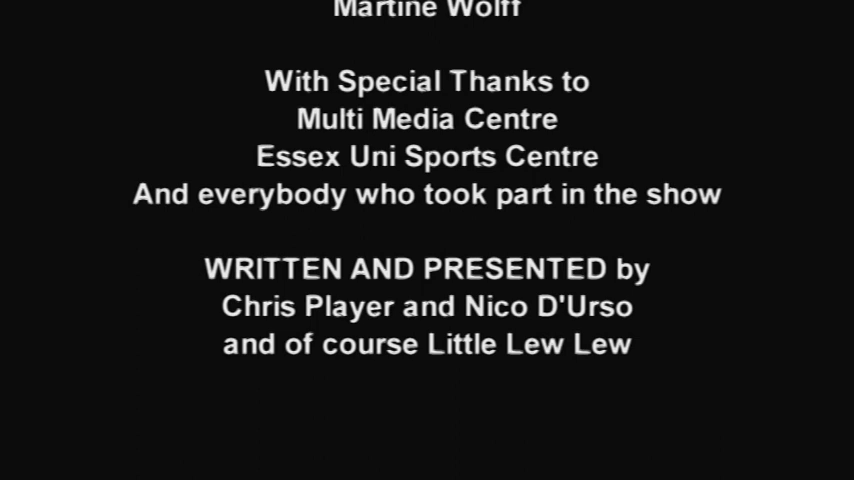 Martine Wolff
With Special Thanks to
Multi Media Centre
Essex Uni Sports Centre
And everybody who took part in the show
WRITTEN AND PRESENTED by
Chris Player and Nico D'Urso
and of course Little Lew Lew